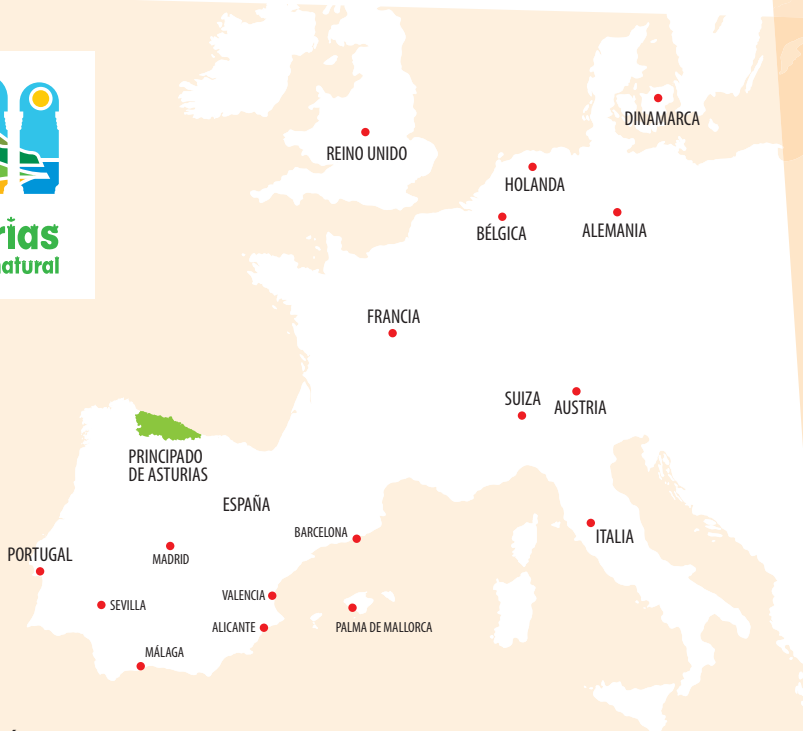 DINAMARCA
REINO UNIDO
HOLANDA
BÉLGICA
ALEMANIA
rias
natural
FRANCIA
SUIZA
AUSTRIA
PRINCIPADO
DE ASTURIAS
ESPAÑA
BARCELONA
ITALIA
PORTUGAL
MADRID
VALENCIA
SEVILLA
ALICANTE
PALMA DE MALLORCA
MÁLAGA